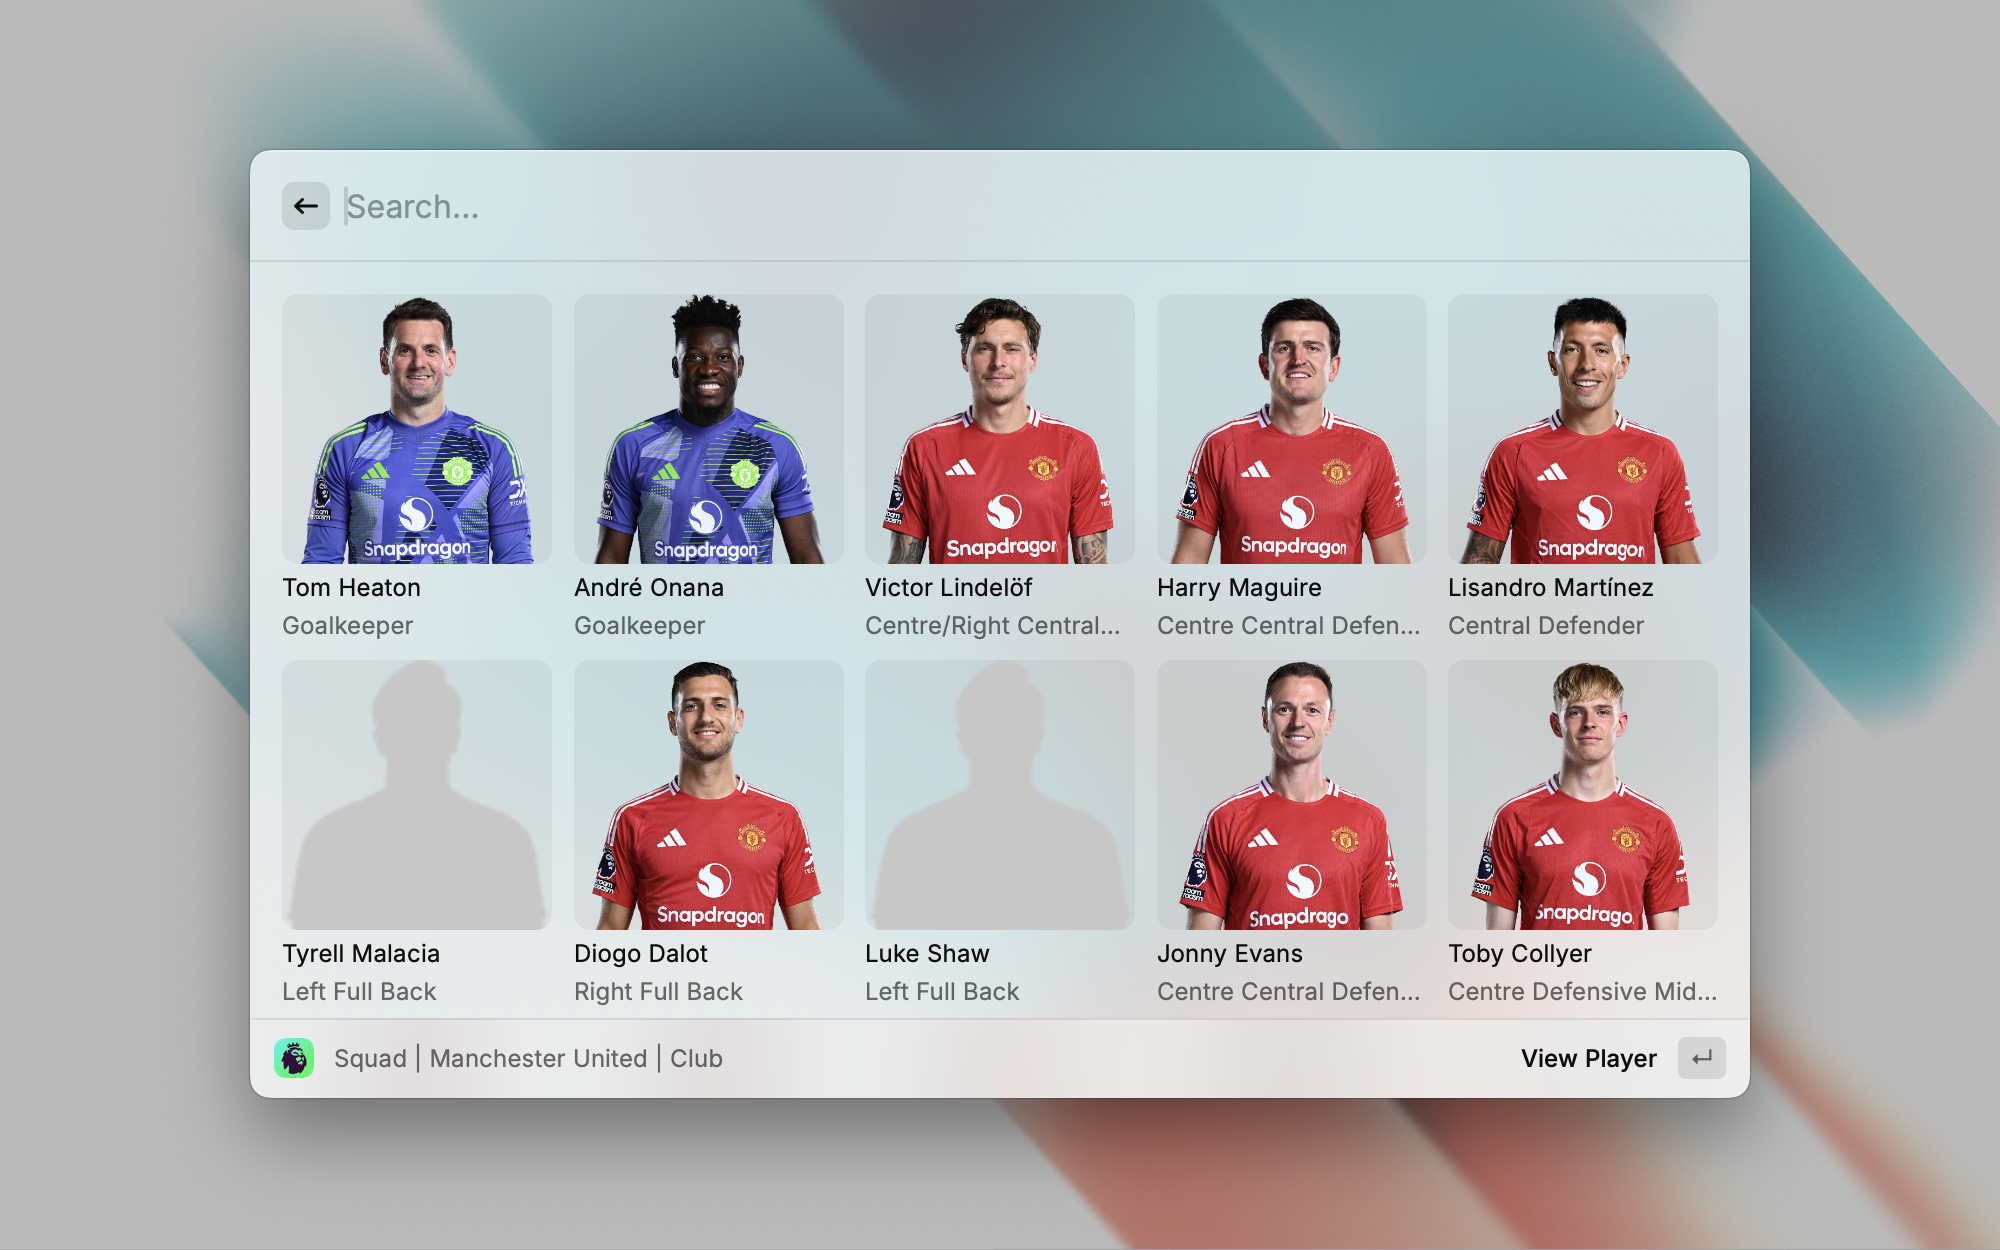 Search...
Snapdragon
Snapdragon
Snapdragon
Snapdragon
Snapdragon
Tom Heaton
André Onana
Victor Lindelöf
Harry Maguire
Lisandro Martínez
Goalkeeper
Goalkeeper
Centre/Right Central...
Centre Central Defen...
Central Defender
Snapdragon
Snapdrago
Snapdrago
Tyrell Malacia
Diogo Dalot
Luke Shaw
Jonny Evans
Toby Collyer
Left Full Back
Right Full Back
Left Full Back
Centre Central Defen...
Centre Defensive Mid...
Squad | Manchester United | Club
View Player